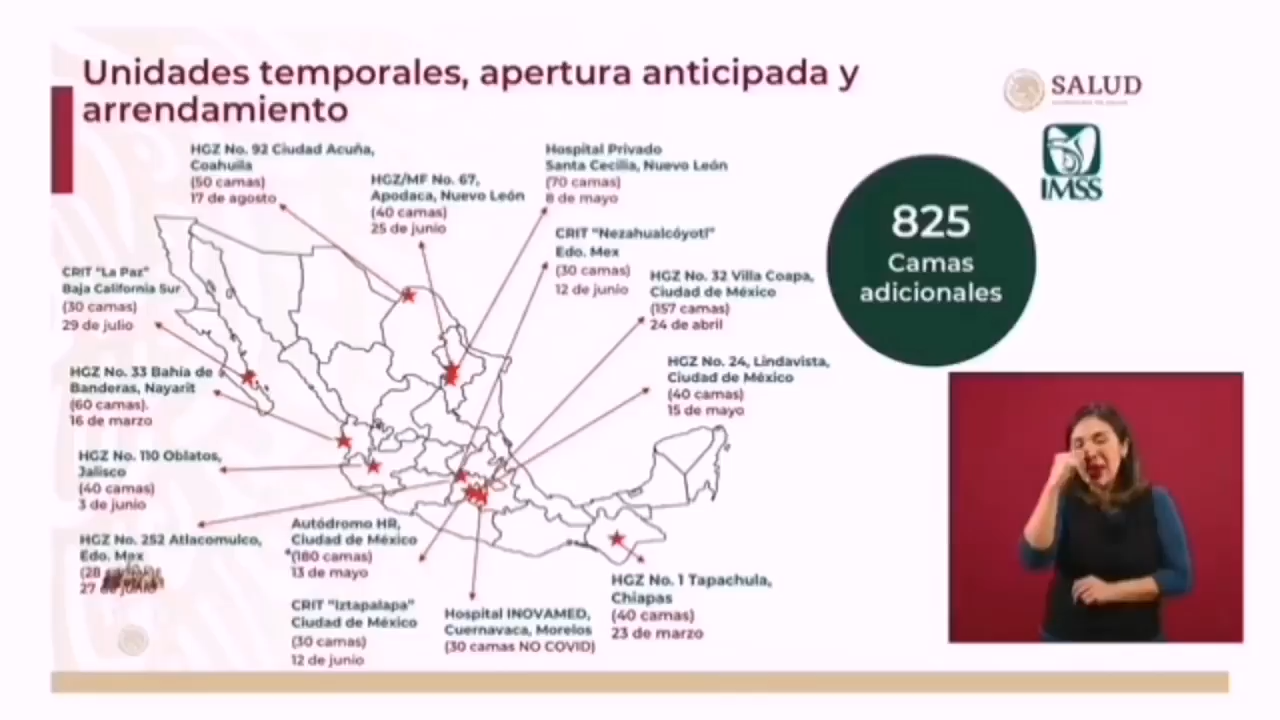 Unidades temporales, apertura anticipada y
arrendamiento
SALUD
IMSS
825
Camas
adicionales
HGZ No. 92 Ciudad Acuña,
Coahuila
(50 camas)
17 de agosto
HGZ/MF No. 67,
Apodaca, Nuevo León
(40 camas)
25 de junio
Hospital Privado
Santa Cecilia, Nuevo León
(70 camas)
8 de mayo
CRIT "Nezahualcóyotl"
Edo. Mex
(30 camas)
12 de junio
HGZ No. 32 Villa Coapa,
Ciudad de México
(157 camas)
24 de abril
HGZ No. 24, Lindavista,
Ciudad de México
(40 camas)
15 de mayo
CRIT "La Paz"
Baja California Sur
(30 camas)
29 de julio
HGZ No. 33 Bahía de
Banderas, Nayarit
(60 camas).
16 de marzo
HGZ No. 110 Oblatos,
Jalisco
(40 camas)
3 de junio
HGZ No. 252 Atlacomulco,
Edo. Mex
(28
27 de junio
Autódromo HR,
Ciudad de México
*(180 camas)
13 de mayo
CRIT "Iztapalapa"
Ciudad de México
(30 camas)
12 de junio
Hospital INOVAMED,
Cuernavaca, Morelos
(30 camas NO COVID)
HGZ No. 1 Tapachula,
Chiapas
(40 camas)
23 de marzo